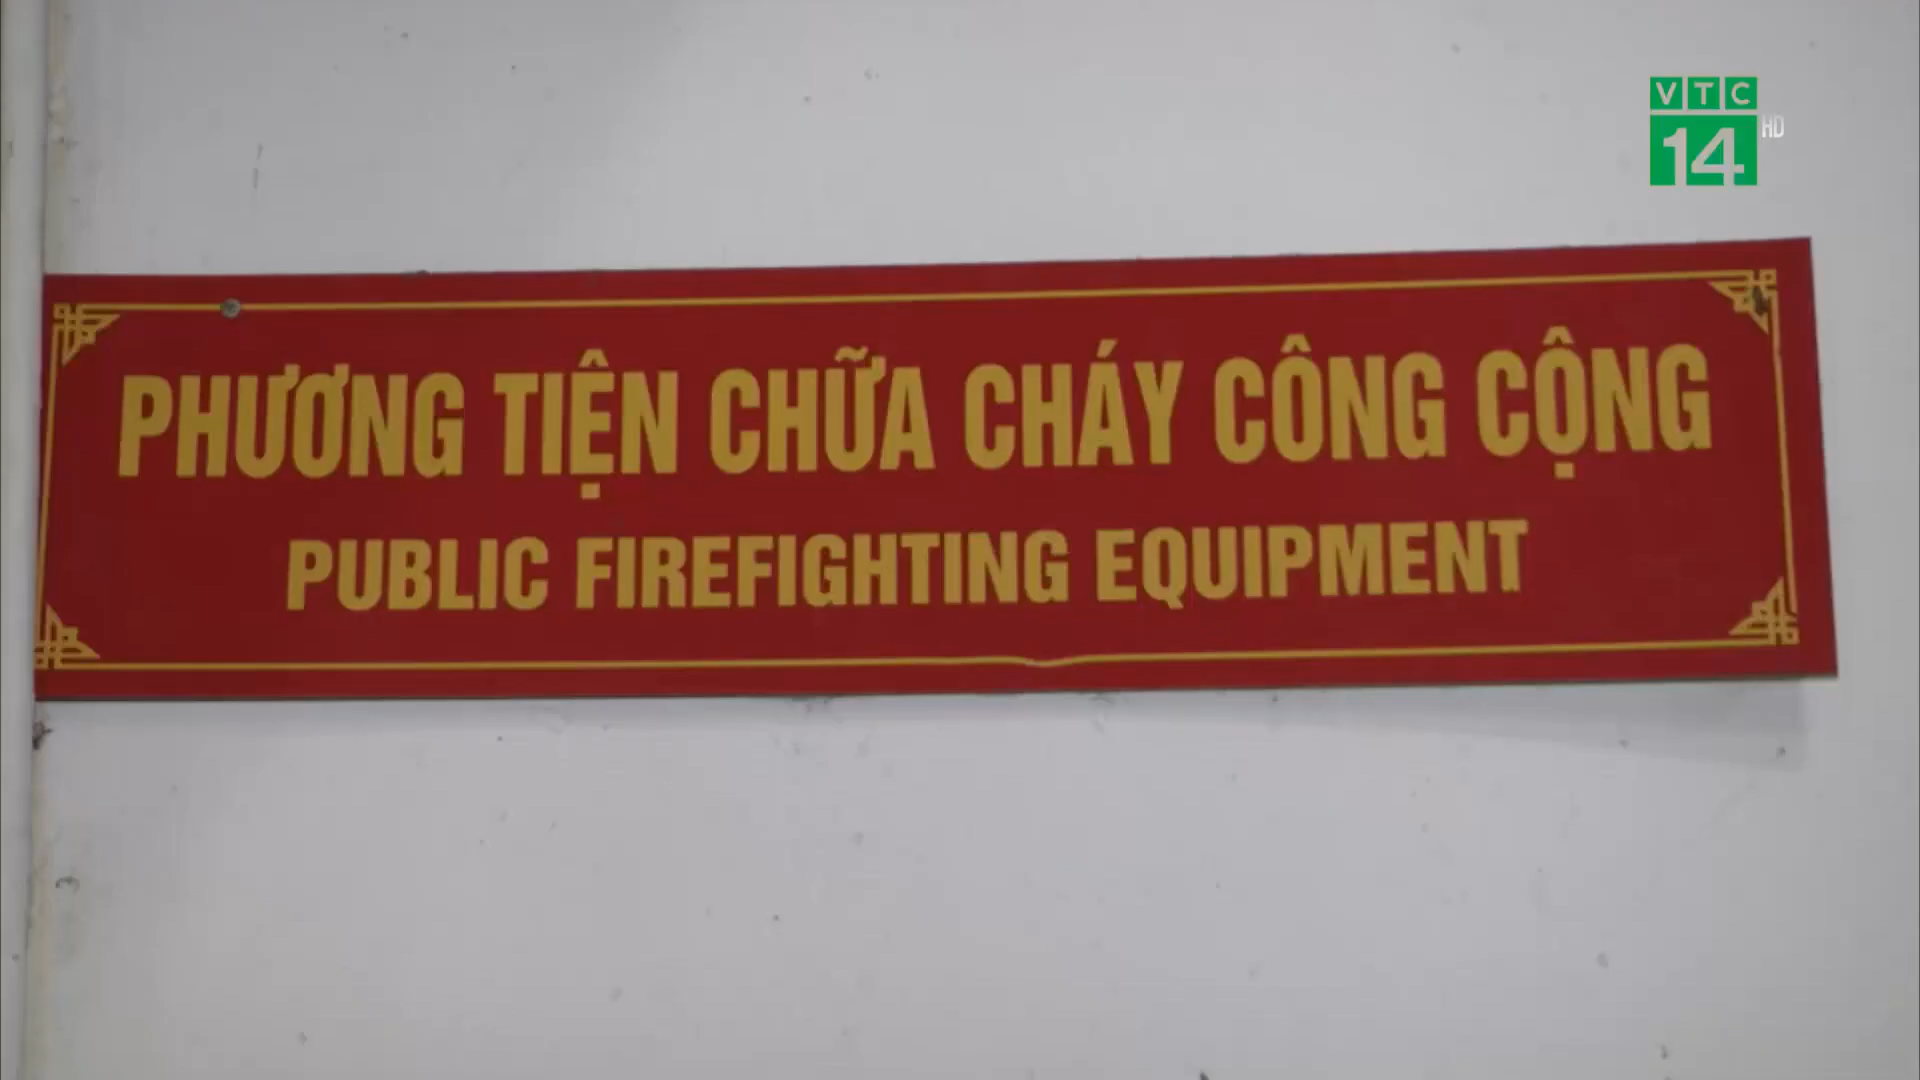 VTC
14 HD
PHƯƠNG TIỆN CHỮA CHÁY CÔNG CỘNG
PUBLIC FIREFIGHTING EQUIPMENT